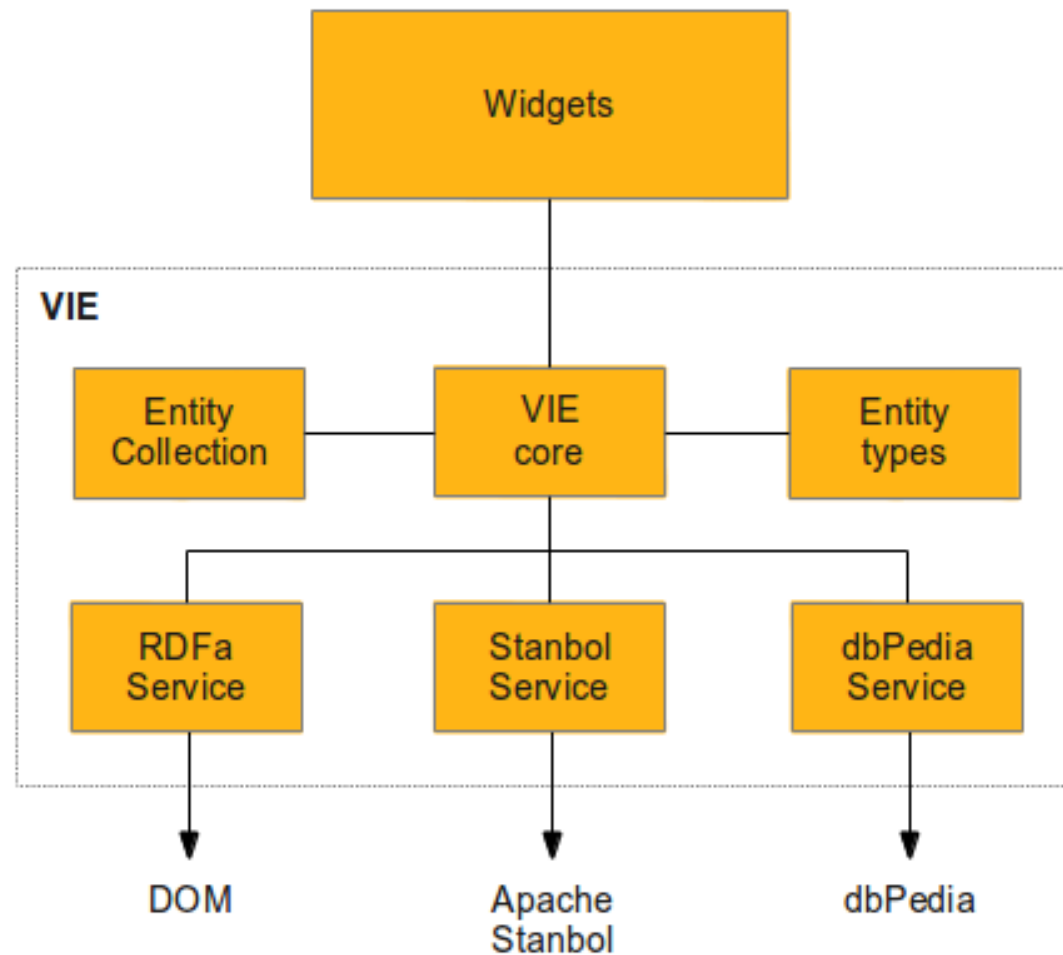 Widgets
VIE
Entity
Collection
VIE
core
Entity
types
RDFa
Service
Stanbol
Service
dbPedia
Service
DOM
Apache
Stanbol
dbPedia